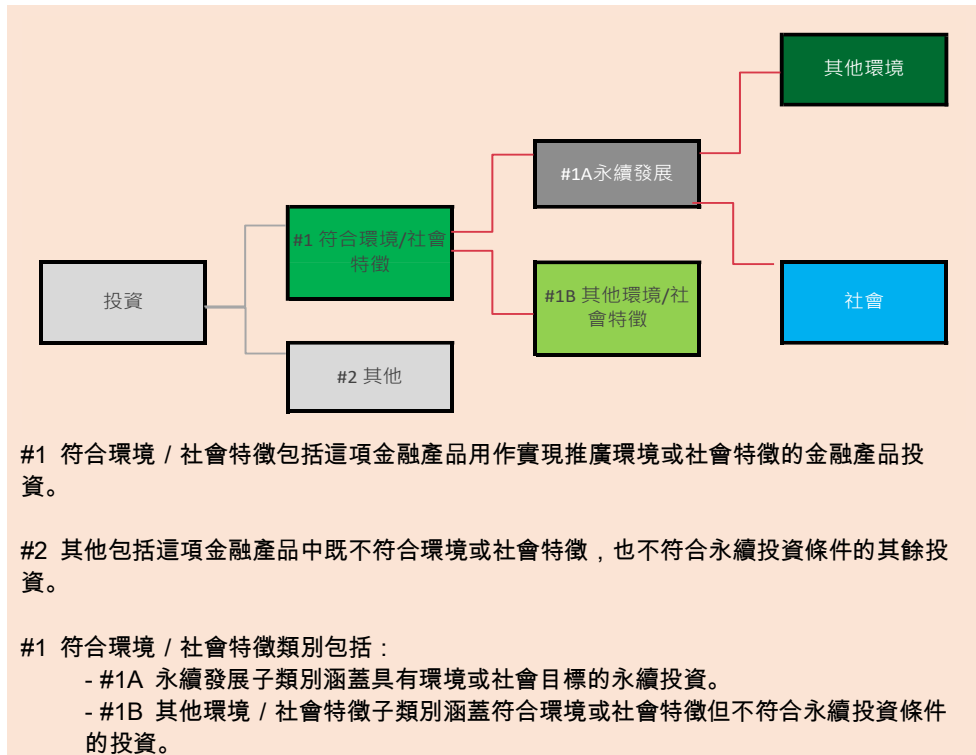 其他環境
#1A永續發展
#1 符合環境/社會
特徵
投資
#1B 其他環境/社
會特徵
社會
#2 其他
#1 符合環境 / 社會特徵包括這項金融產品用作實現推廣環境或社會特徵的金融產品投
資。
#2 其他包括這項金融產品中既不符合環境或社會特徵，也不符合永續投資條件的其餘投
資。
#1 符合環境 / 社會特徵類別包括：
- #1A 永續發展子類別涵蓋具有環境或社會目標的永續投資。
- #1B 其他環境 / 社會特徵子類別涵蓋符合環境或社會特徵但不符合永續投資條件
的投資。